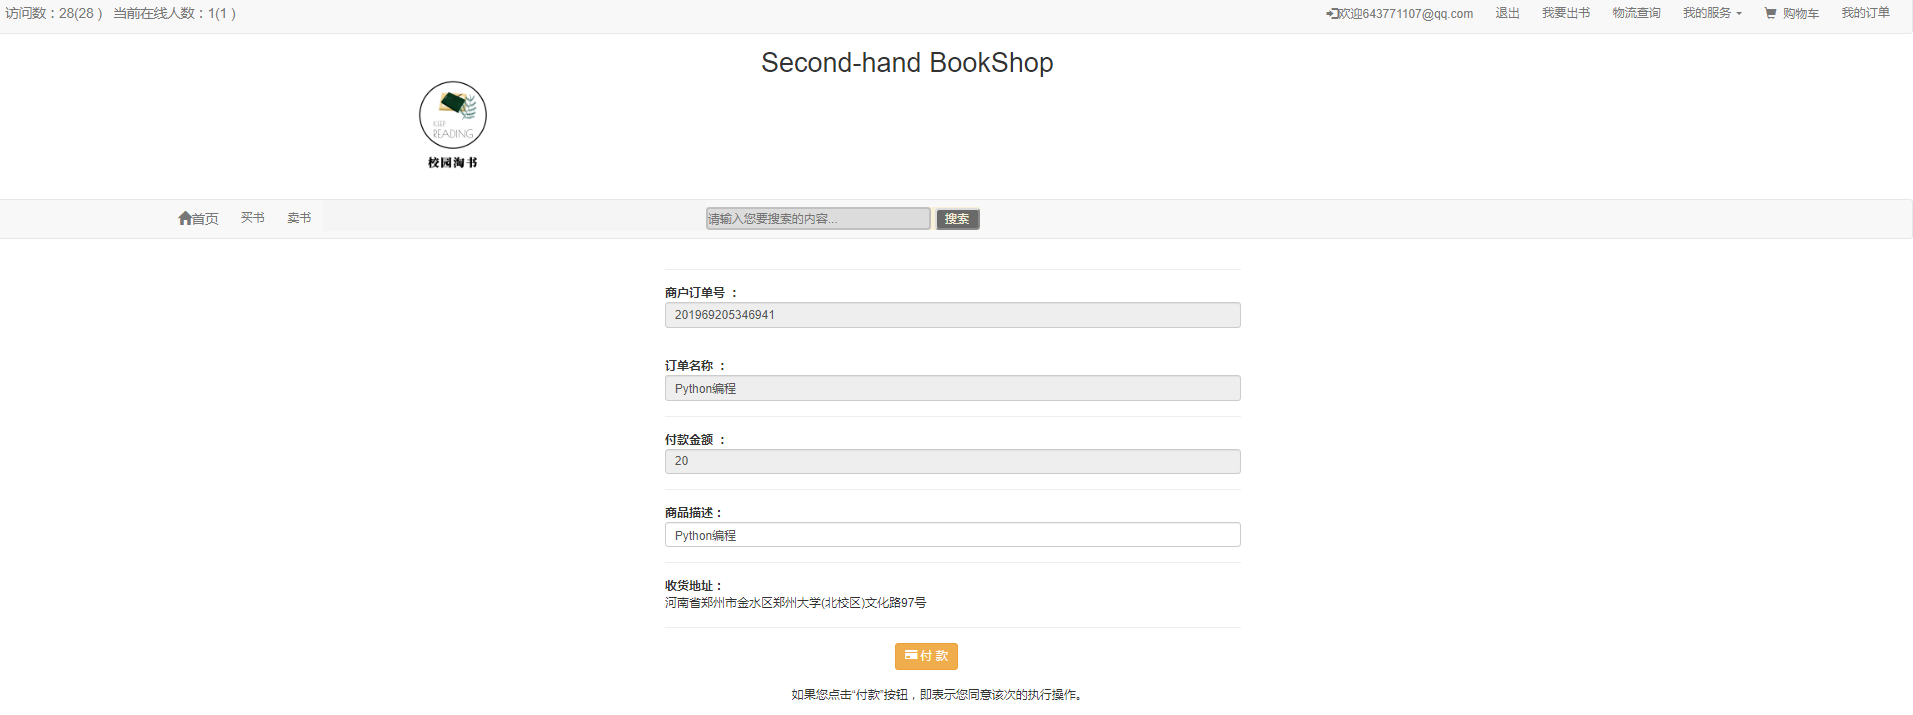 访问数：28(28 ) 当前在线人数：1(1 ) 欢迎643771107@qq.com 退出 我要出书 物流查询 我的服务 购物车 我的订单
Second-hand BookShop
KEEP
READING
校园淘书
首页 买书 卖书 请输入您要搜索的内容... 搜索
商户订单号 ：
201969205346941
订单名称 ：
Python编程
付款金额 ：
20
商品描述：
Python编程
收货地址：
河南省郑州市金水区郑州大学(北校区)文化路97号
付 款
如果您点击“付款”按钮，即表示您同意该次的执行操作。